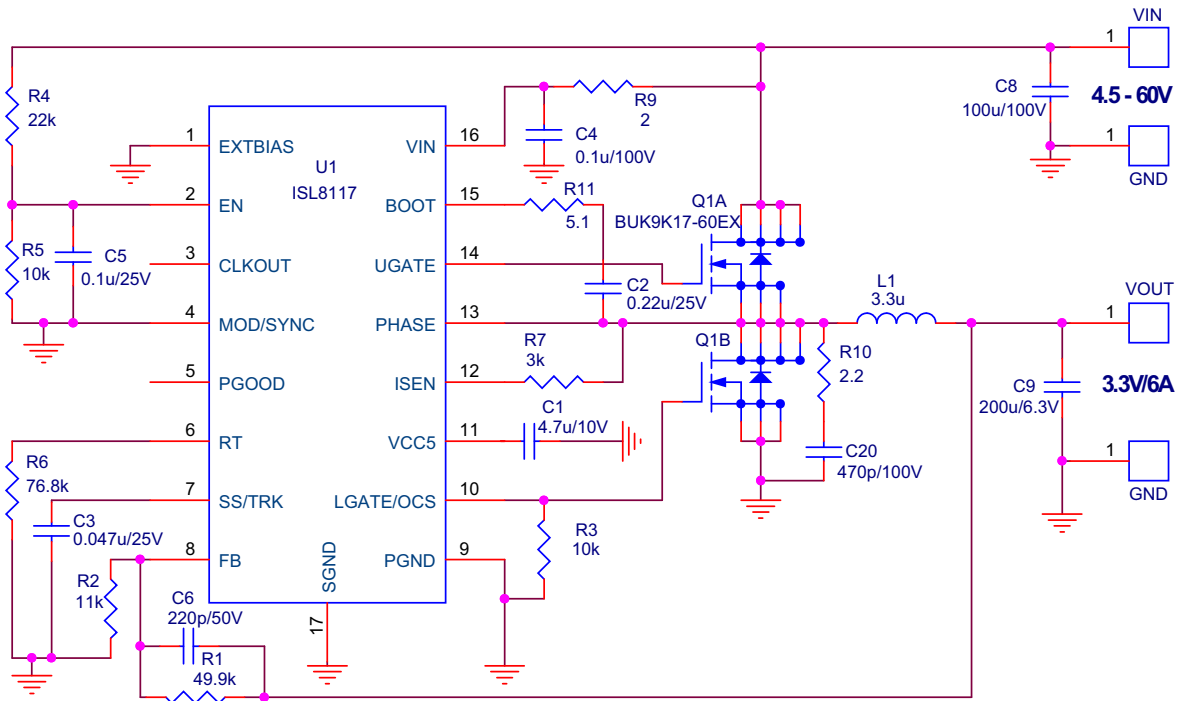 VIN
1
R4
22k
R9
2
C8
100u/100V
4.5 - 60V
1
EXTBIAS
VIN
16
C4
0.1u/100V
1
GND
U1
ISL8117
2
EN
BOOT
15
R11
5.1
Q1A
BUK9K17-60EX
R5
10k
C5
0.1u/25V
3
CLKOUT
UGATE
14
C2
0.22u/25V
L1
3.3u
VOUT
1
4
MOD/SYNC
PHASE
13
R7
3k
Q1B
R10
2.2
5
PGOOD
ISEN
12
C9
200u/6.3V
3.3V/6A
C1
4.7u/10V
6
RT
VCC5
11
C20
470p/100V
1
GND
R6
76.8k
7
SS/TRK
LGATE/OCS
10
C3
0.047u/25V
R3
10k
8
FB
SGND
PGND
9
R2
11k
C6
220p/50V
17
R1
49.9k